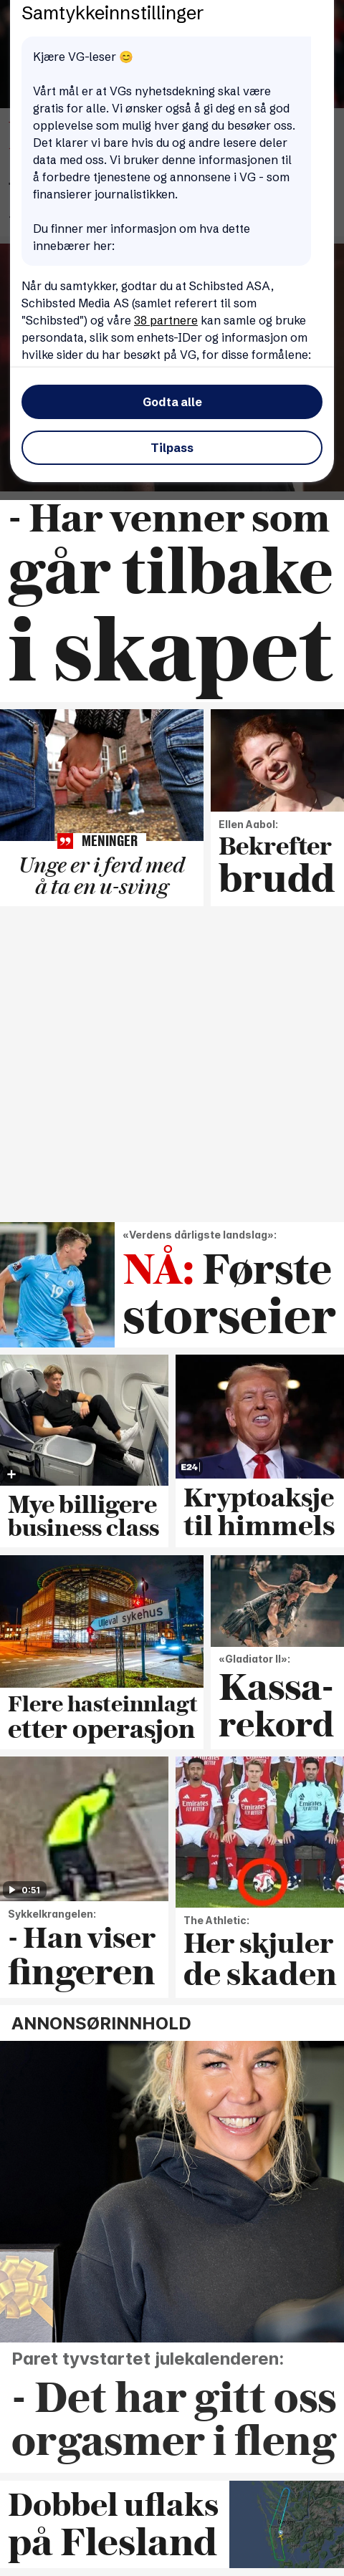 Samtykkeinnstillinger
Kjære VG-leser 😊
Vårt mål er at VGs nyhetsdekning skal være
gratis for alle. Vi ønsker også å gi deg en så god
opplevelse som mulig hver gang du besøker oss.
Det klarer vi bare hvis du og andre lesere deler
data med oss. Vi bruker denne informasjonen til
å forbedre tjenestene og annonsene i VG - som
finansierer journalistikken.
Du finner mer informasjon om hva dette
innebærer her:
Når du samtykker, godtar du at Schibsted ASA,
Schibsted Media AS (samlet referert til som
"Schibsted") og våre 38 partnere kan samle og bruke
persondata, slik som enhets-IDer og informasjon om
hvilke sider du har besøkt på VG, for disse formålene:
Godta alle
Tilpass
- Har venner som
går tilbake
i skapet
MENINGER
Unge er i ferd med
å ta en u-sving
Ellen Aabol:
Bekrefter
brudd
«Verdens dårligste landslag»:
NÅ: Første
storseier
19
Mye billigere
business class
E24
Kryptoaksje
til himmels
Ullevål sykehus
Flere hasteinnlagt
etter operasjon
«Gladiator II»:
Kassa-
rekord
0:51
Sykkelkrangelen:
- Han viser
fingeren
The Athletic:
Her skjuler
de skaden
ANNONSØRINNHOLD
Paret tyvstartet julekalenderen:
- Det har gitt oss
orgasmer i fleng
Dobbel uflaks
på Flesland